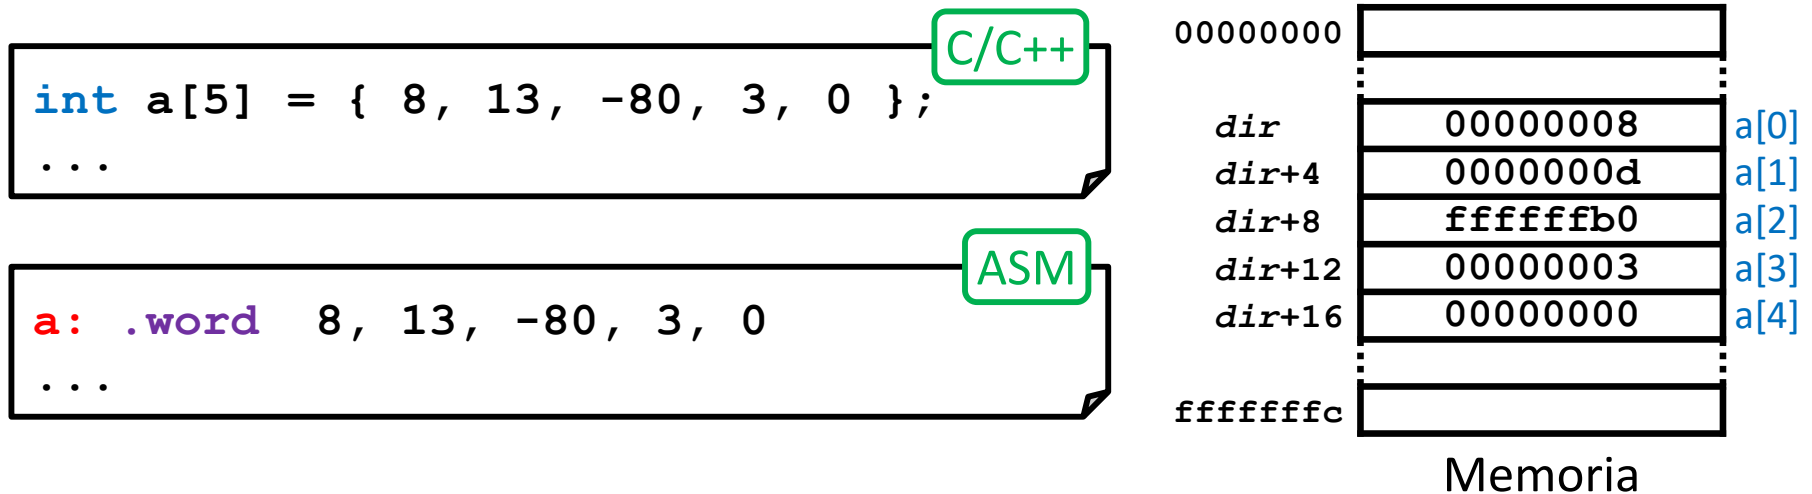 C/C++
int a[5] = { 8, 13, -80, 3, 0 };
...
ASM
a: .word 8, 13, -80, 3, 0
...
00000000
dir 00000008 a[0]
dir+4 0000000d a[1]
dir+8 ffffffb0 a[2]
dir+12 00000003 a[3]
dir+16 00000000 a[4]
fffffffc
Memoria